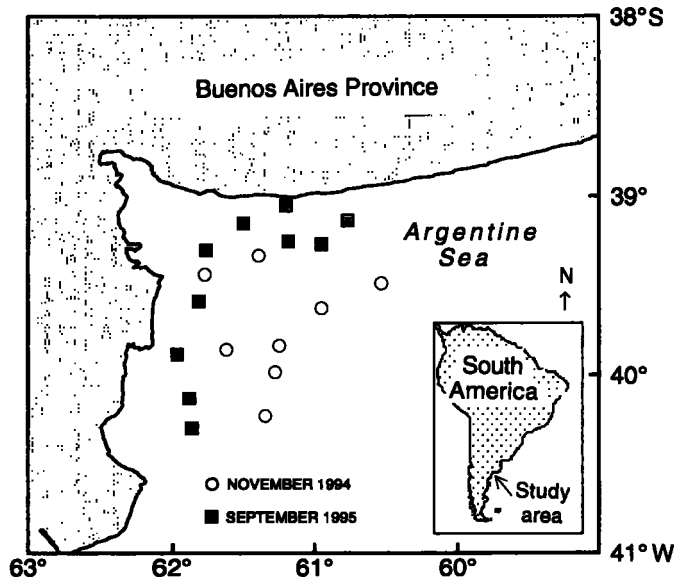 38°S
Buenos Aires Province
39°
Argentine
Sea
N
South
America
40°
Study
area
NOVEMBER 1994
SEPTEMBER 1995
63°
62°
61°
60°
41°W